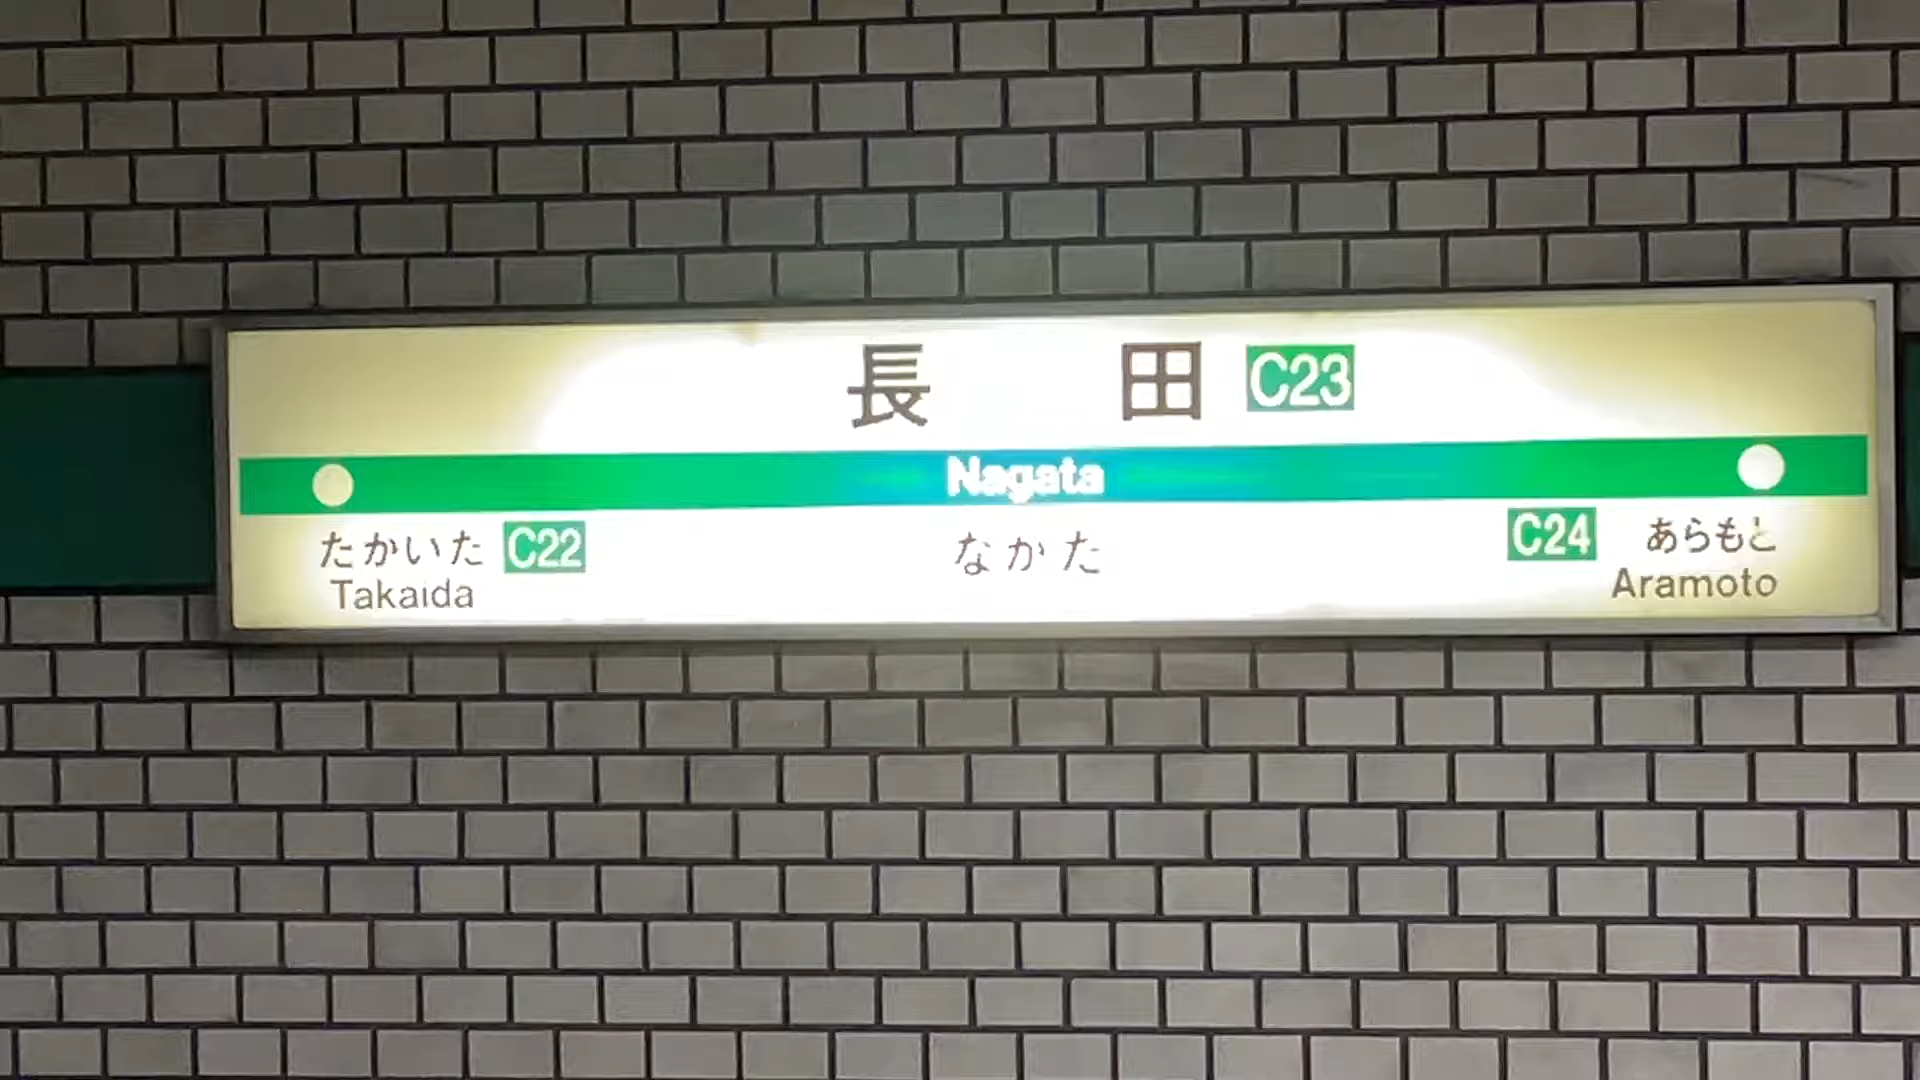 長田 C23
Nagata
たかいた C22
Takaida
なかた
C24 あらもと
Aramoto